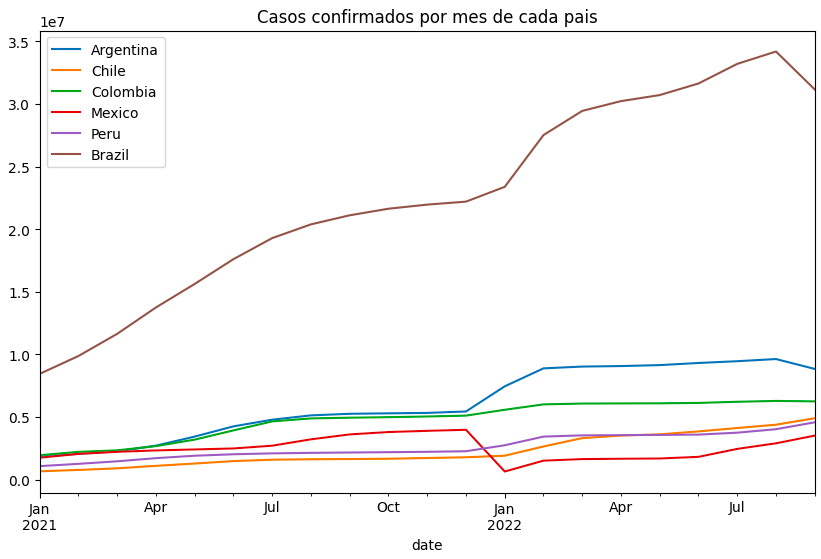 Casos confirmados por mes de cada pais
1e7
3.5
3.0
2.5
2.0
1.5
1.0
0.5
0.0
Argentina
Chile
Colombia
Mexico
Peru
Brazil
Jan
2021
Apr
Jul
Oct
Jan
2022
Apr
Jul
date